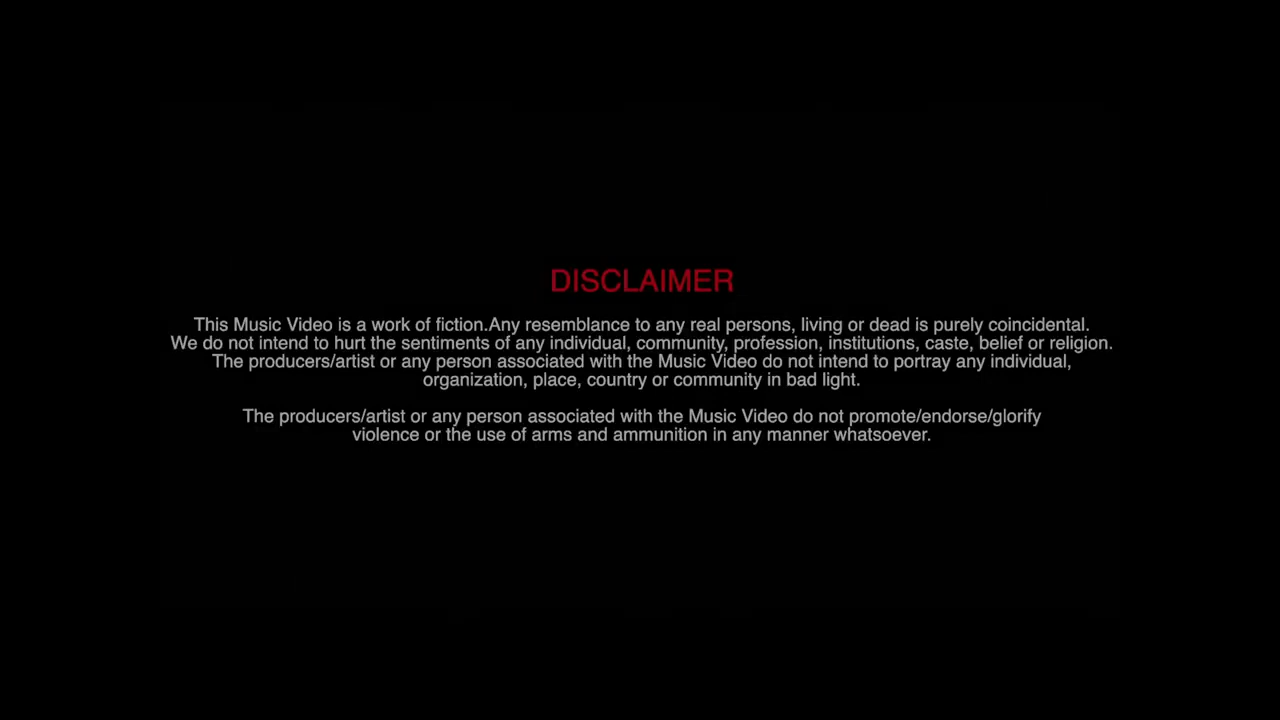 DISCLAIMER
This Music Video is a work of fiction.Any resemblance to any real persons, living or dead is purely coincidental.
We do not intend to hurt the sentiments of any individual, community, profession, institutions, caste, belief or religion.
The producers/artist or any person associated with the Music Video do not intend to portray any individual,
organization, place, country or community in bad light.
The producers/artist or any person associated with the Music Video do not promote/endorse/glorify
violence or the use of arms and ammunition in any manner whatsoever.